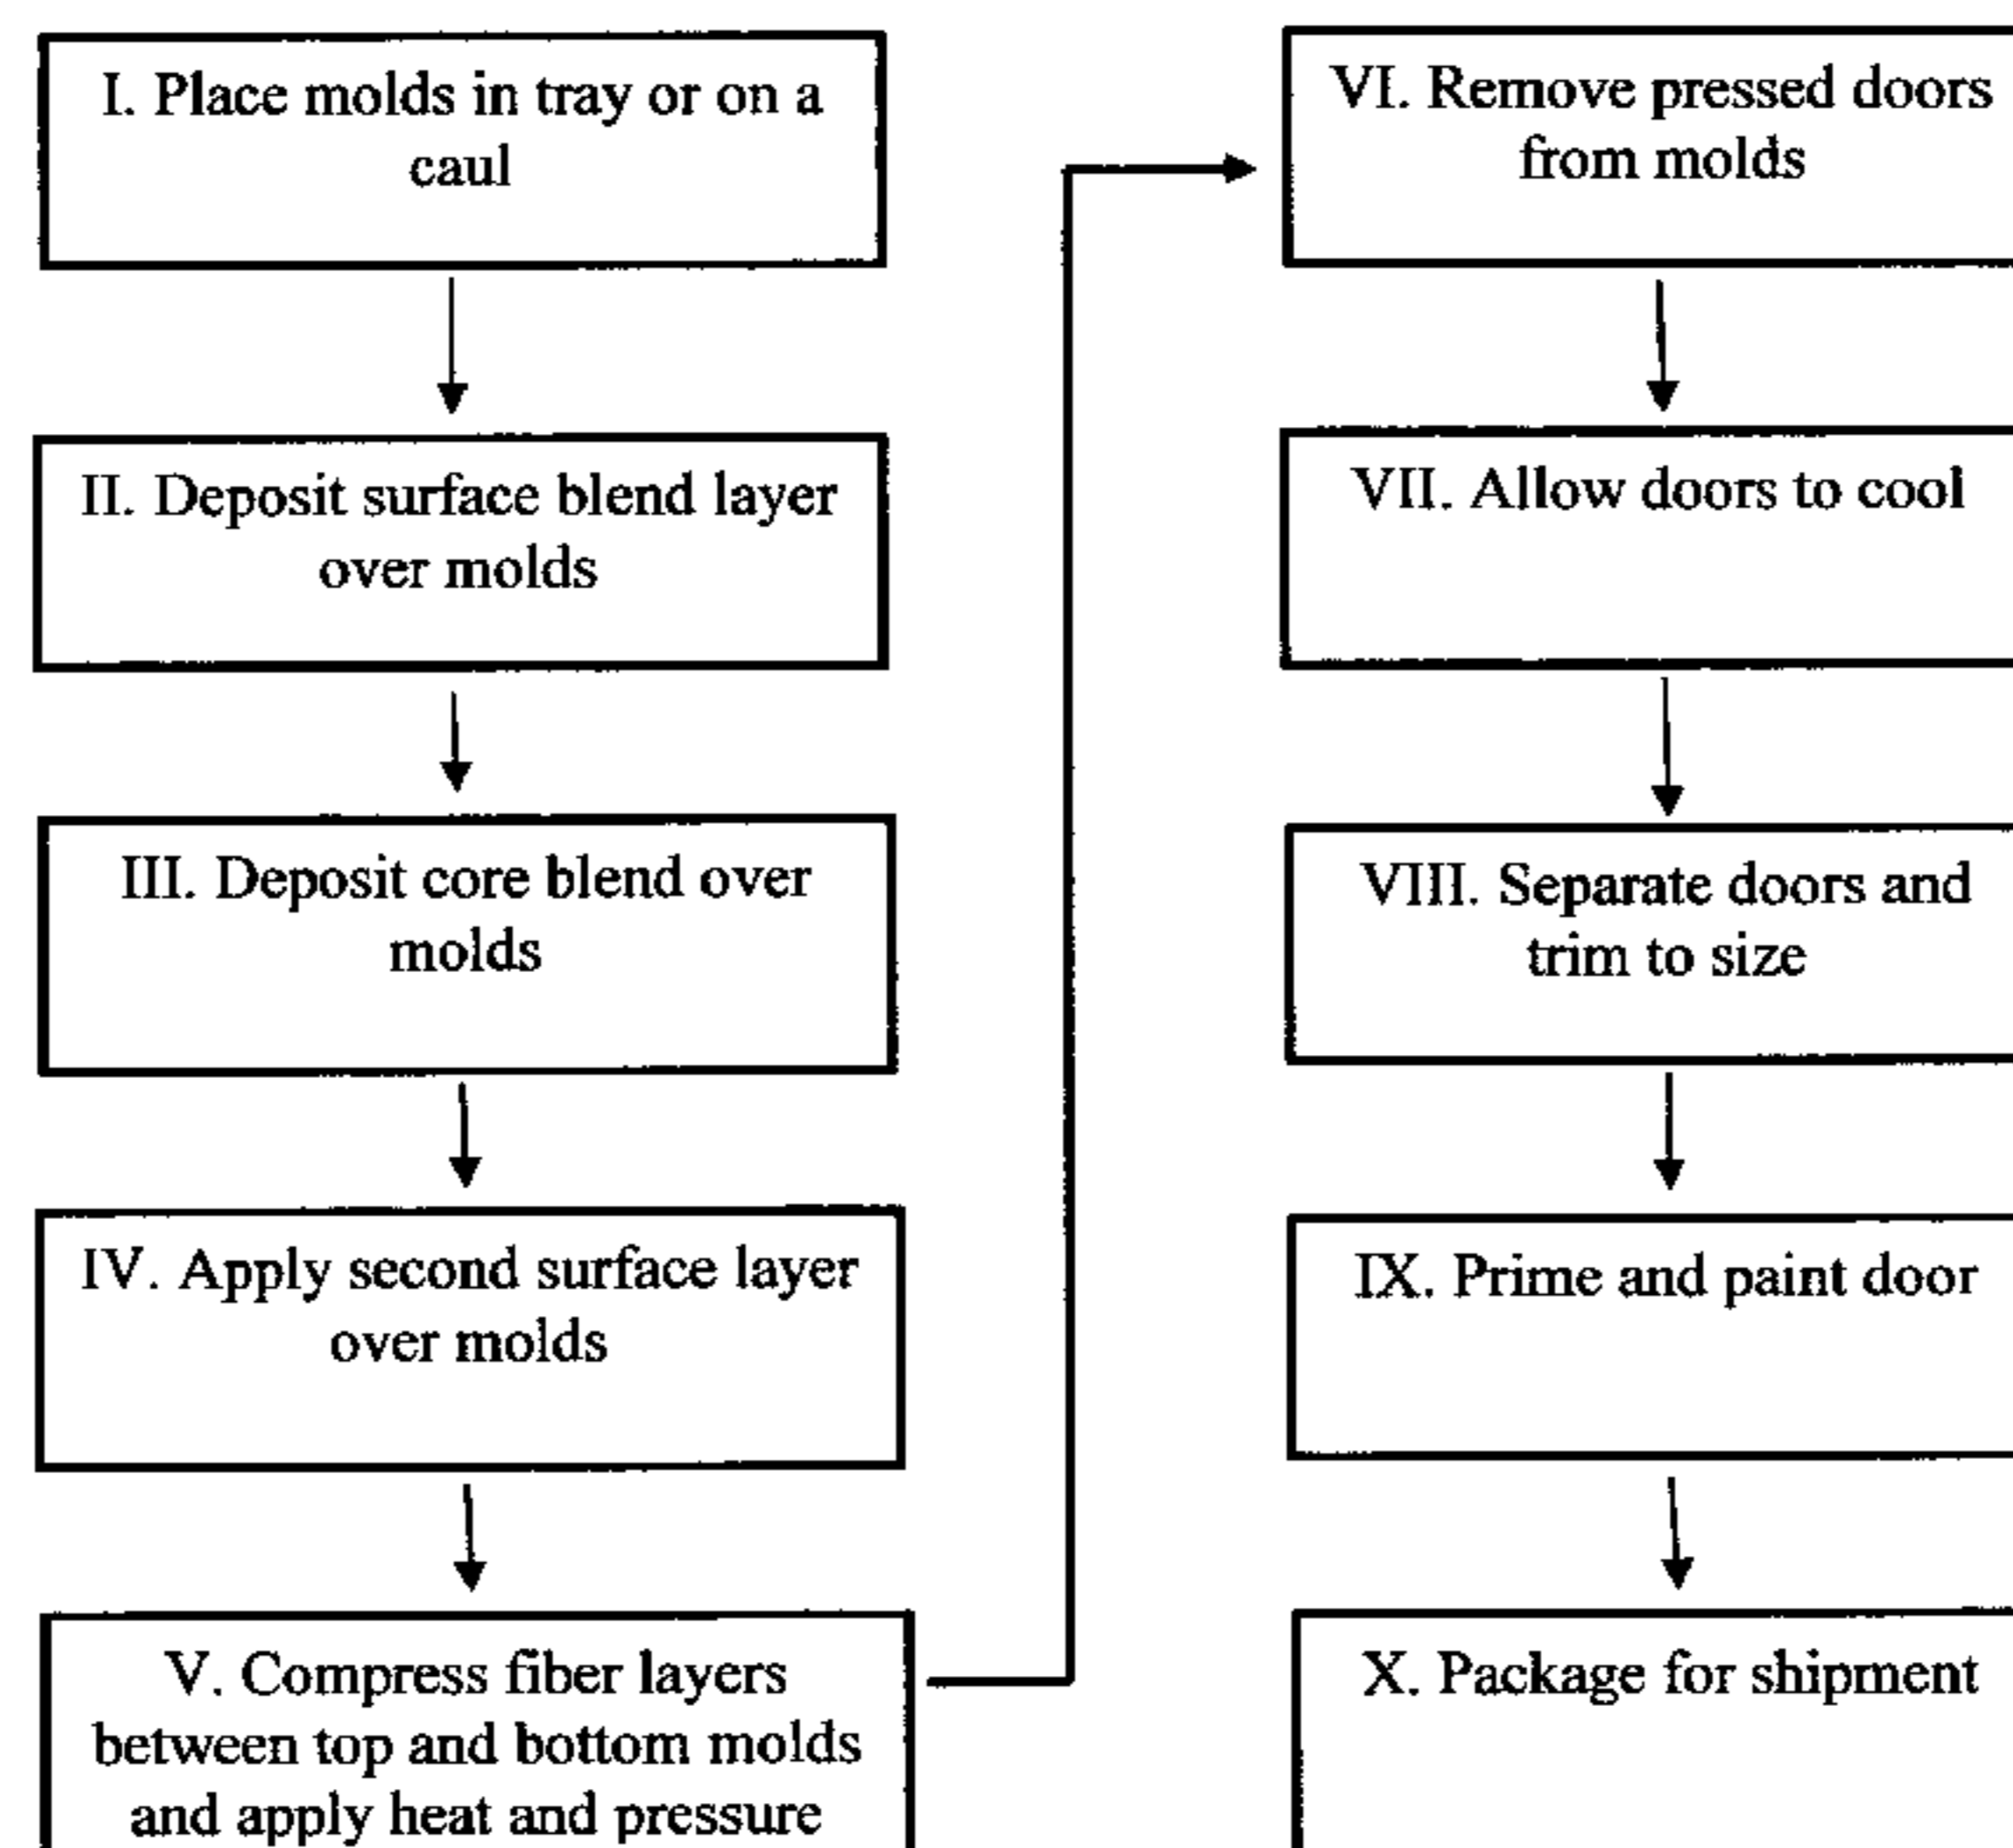 I. Place molds in tray or on a
caul
II. Deposit surface blend layer
over molds
III. Deposit core blend over
molds
IV. Apply second surface layer
over molds
V. Compress fiber layers
between top and bottom molds
and apply heat and pressure
VI. Remove pressed doors
from molds
VII. Allow doors to cool
VIII. Separate doors and
trim to size
IX. Prime and paint door
X. Package for shipment